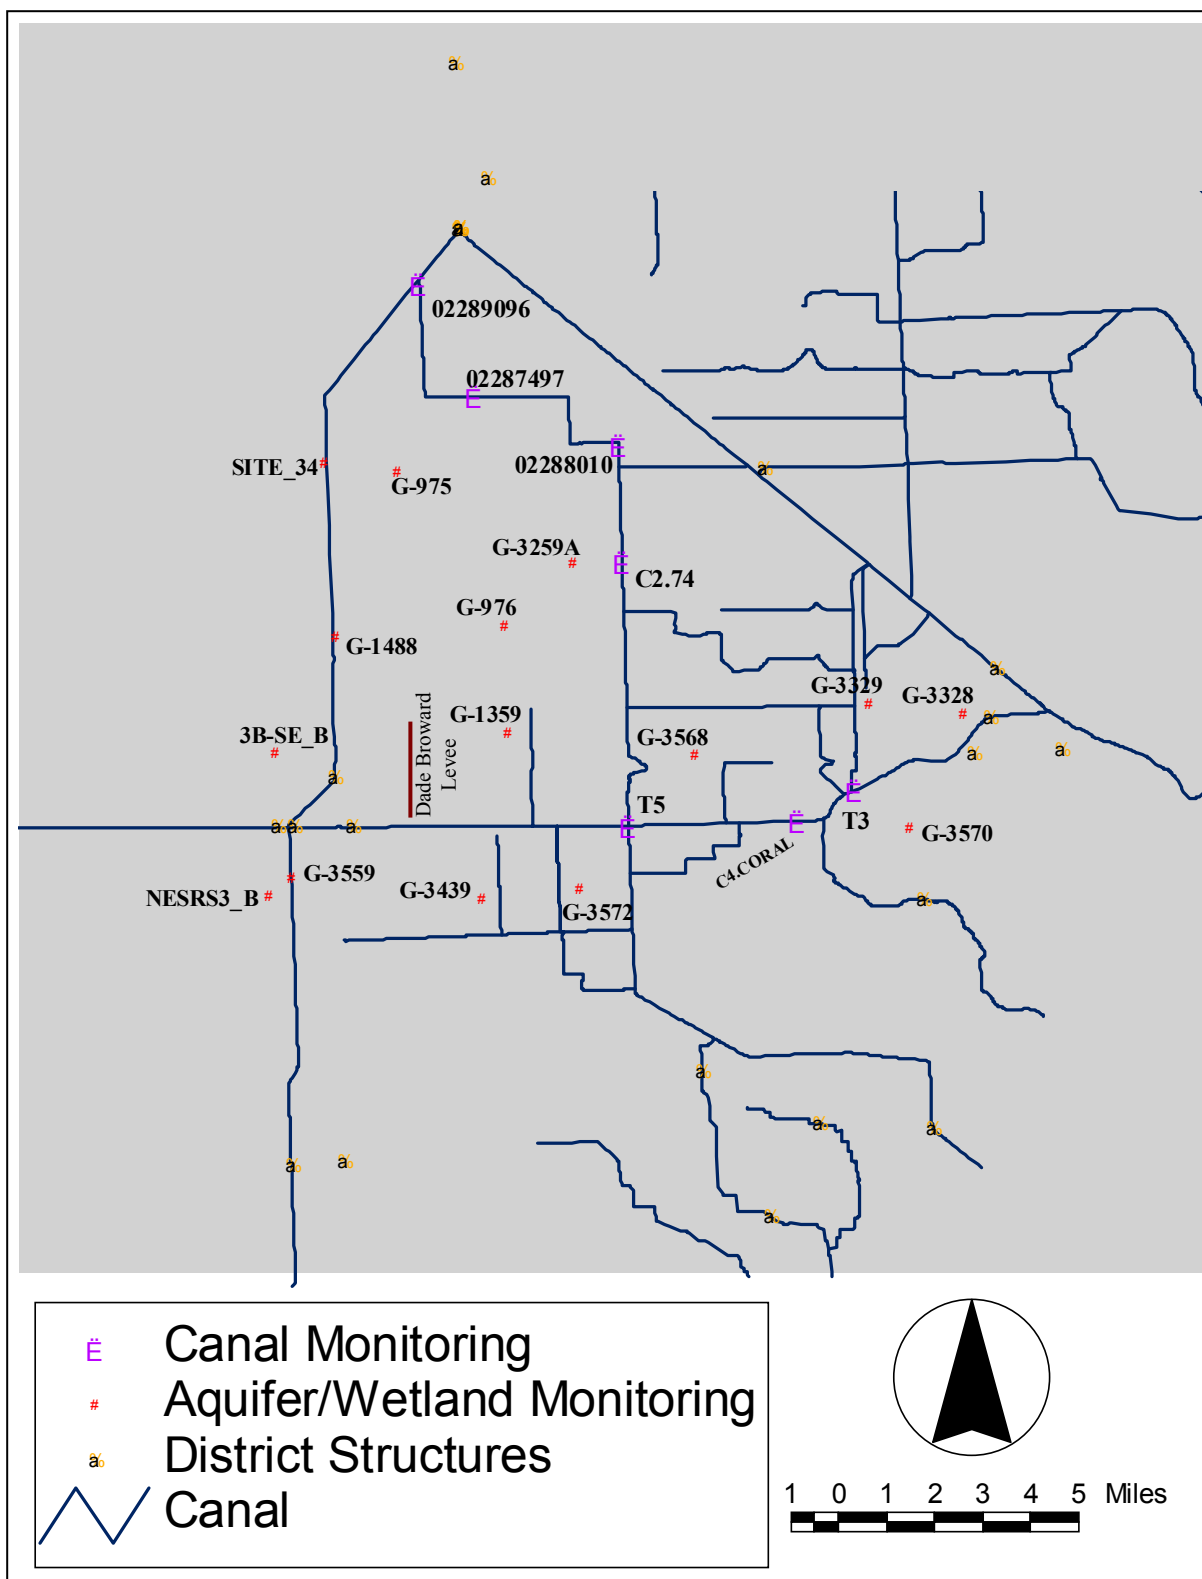 02289096
02287497
02288010
SITE_34
G-975
G-3259A
C2.74
G-976
G-1488
G-3329
G-3328
G-1359
3B-SE_B
G-3568
Dade Broward
Levee
T5
T3
G-3570
C4.CORAL
G-3559
NESRS3_B
G-3439
G-3572
Canal Monitoring
Aquifer/Wetland Monitoring
District Structures
Canal
1 0 1 2 3 4 5 Miles